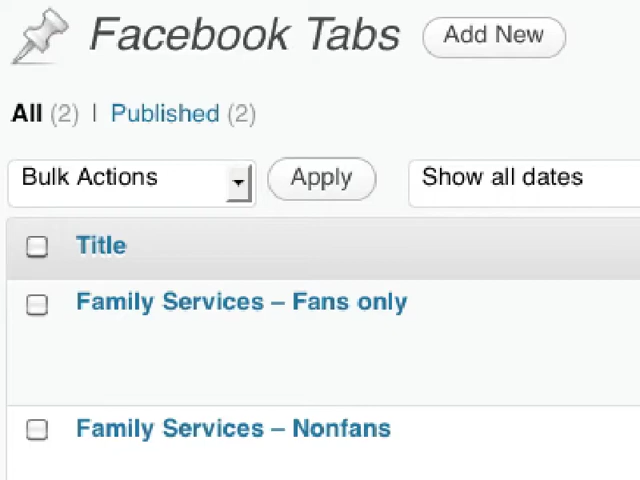 Facebook Tabs Add New
All (2) | Published (2)
Bulk Actions Apply Show all dates
Title
Family Services – Fans only
Family Services – Nonfans